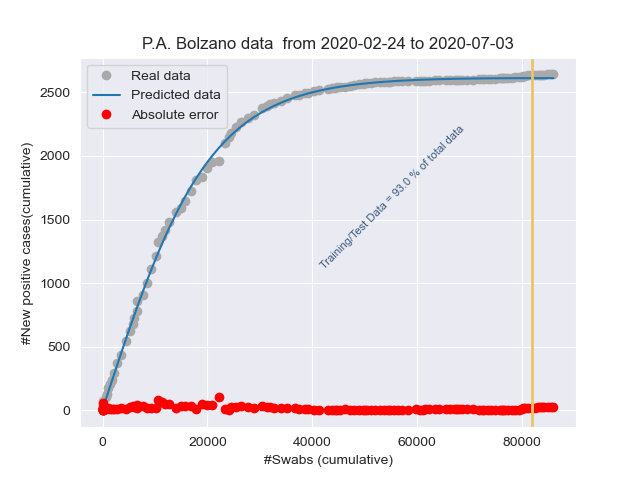 P.A. Bolzano data  from 2020-02-24 to 2020-07-03
Real data
Predicted data
Absolute error
Training/Test Data = 93.0 % of total data
#New positive cases(cumulative)
2500
2000
1500
1000
500
0
0 20000 40000 60000 80000
#Swabs (cumulative)